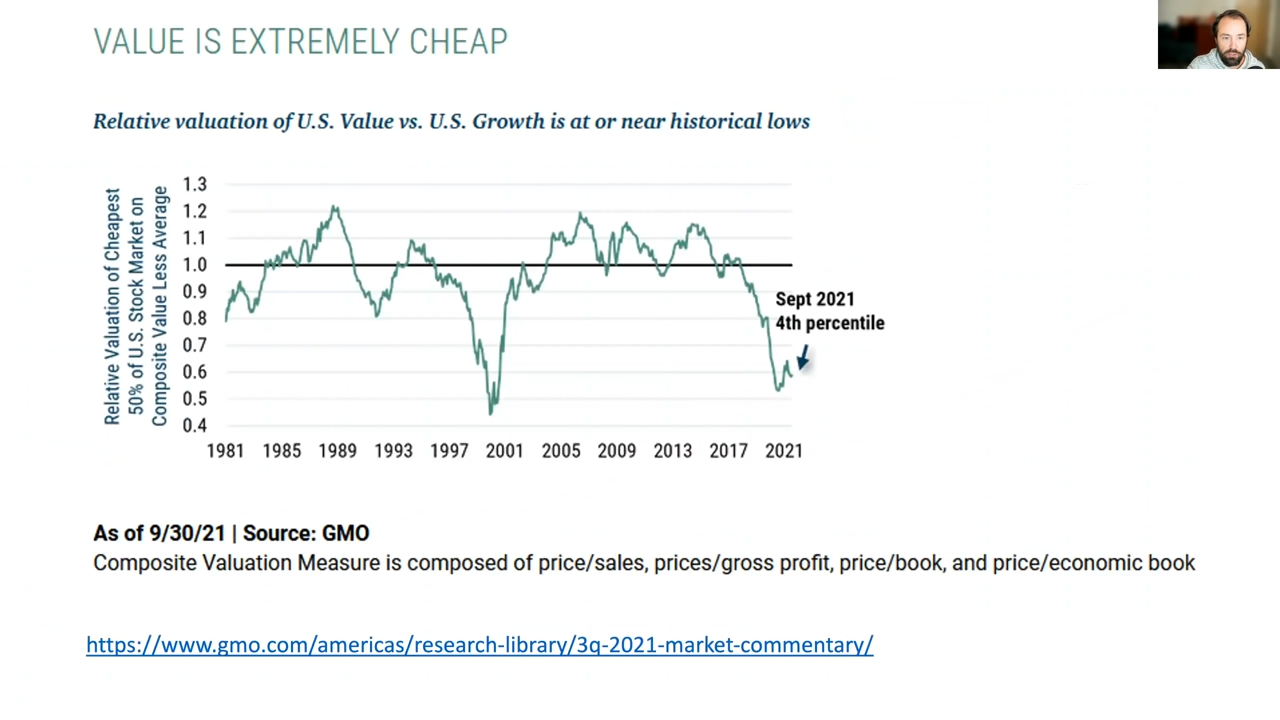 VALUE IS EXTREMELY CHEAP
Relative valuation of U.S. Value vs. U.S. Growth is at or near historical lows
Relative Valuation of Cheapest
50% of U.S. Stock Market on
Composite Value Less Average
1.3
1.2
1.1
1.0
0.9
0.8
0.7
0.6
0.5
0.4
Sept 2021
4th percentile
1981 1985 1989 1993 1997 2001 2005 2009 2013 2017 2021
As of 9/30/21 | Source: GMO
Composite Valuation Measure is composed of price/sales, prices/gross profit, price/book, and price/economic book
https://www.gmo.com/americas/research-library/3q-2021-market-commentary/